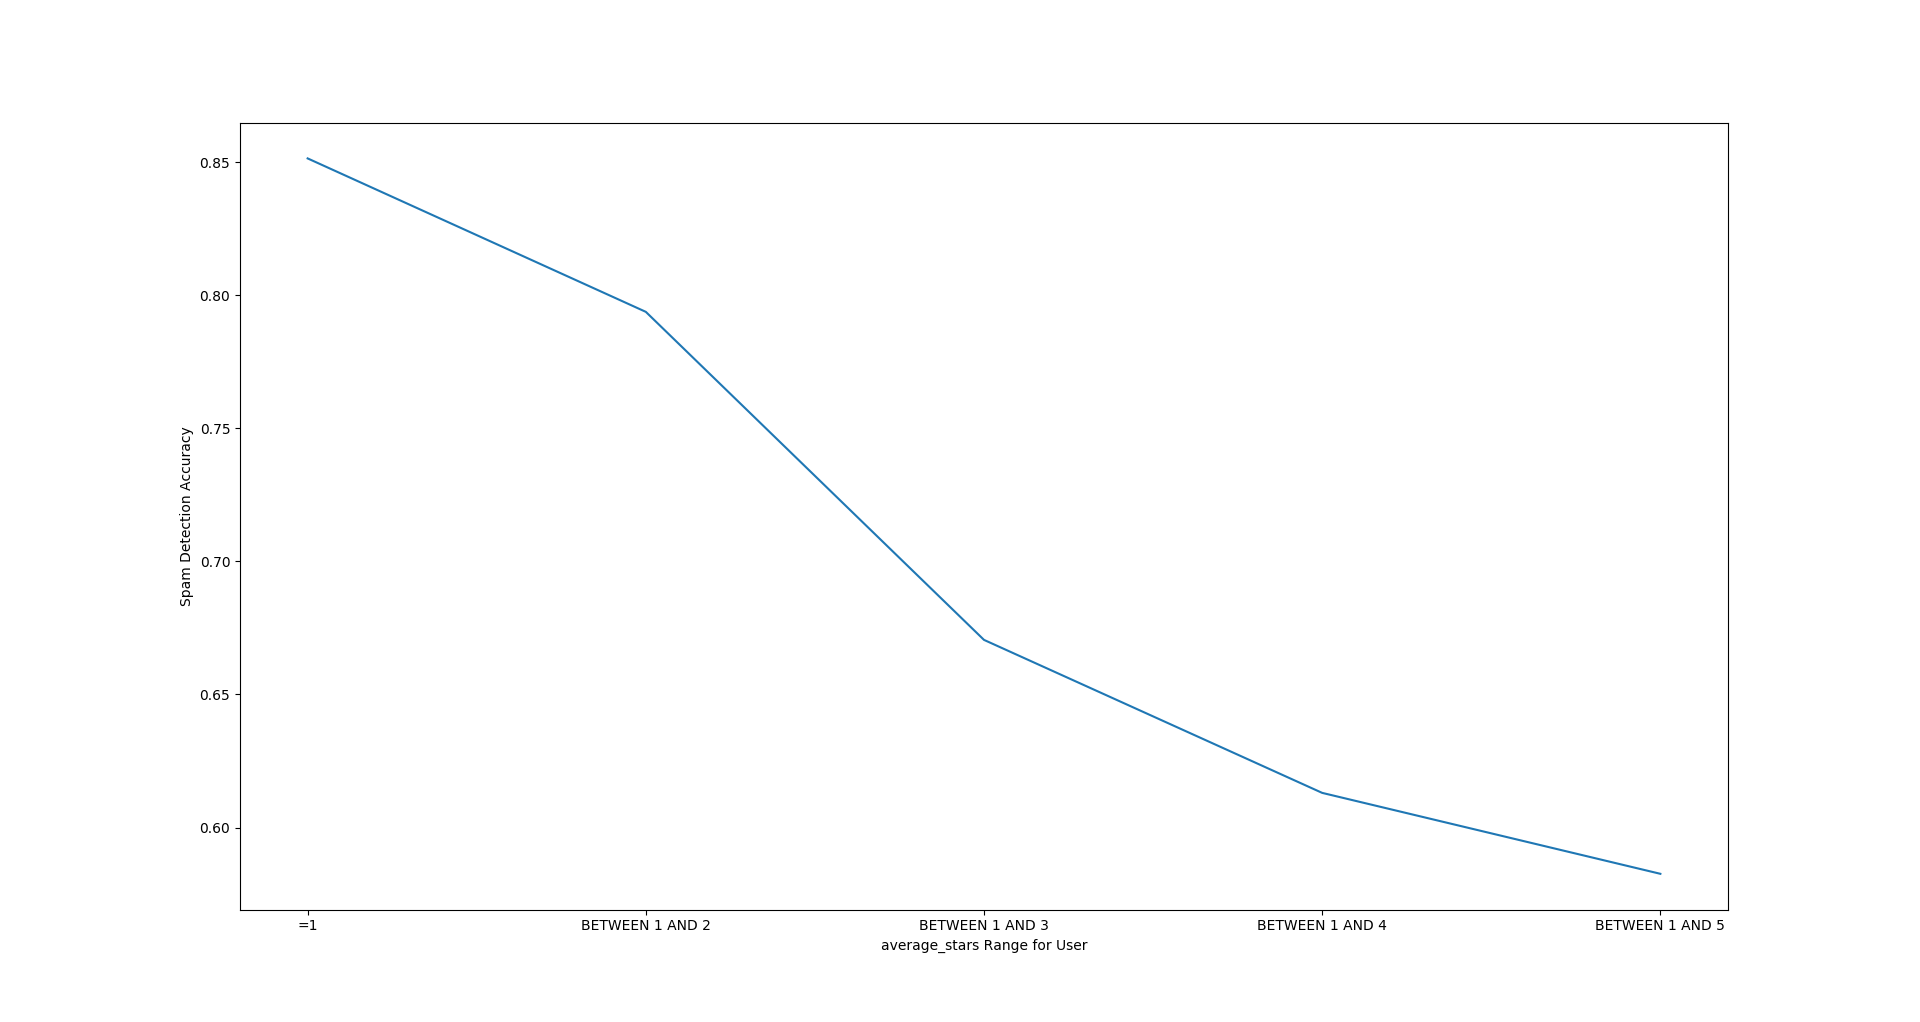 0.85
0.80
0.75
0.70
0.65
0.60
Spam Detection Accuracy
=1
BETWEEN 1 AND 2
BETWEEN 1 AND 3
BETWEEN 1 AND 4
BETWEEN 1 AND 5
average_stars Range for User